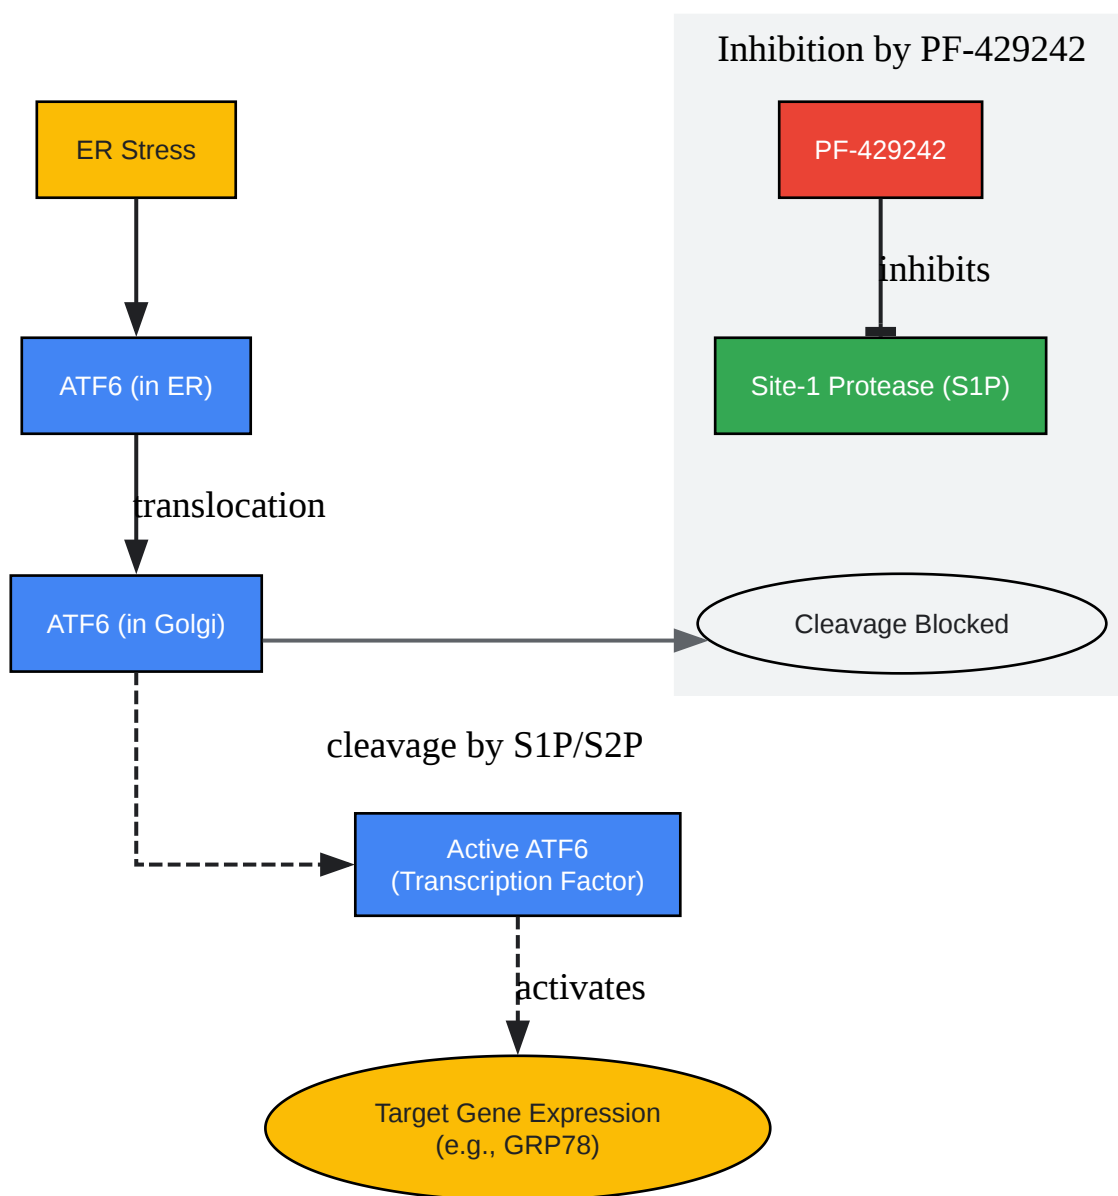 Inhibition by PF-429242
ER Stress
PF-429242
inhibits
ATF6 (in ER)
Site-1 Protease (S1P)
translocation
ATF6 (in Golgi)
Cleavage Blocked
cleavage by S1P/S2P
Active ATF6
(Transcription Factor)
activates
Target Gene Expression
(e.g., GRP78)